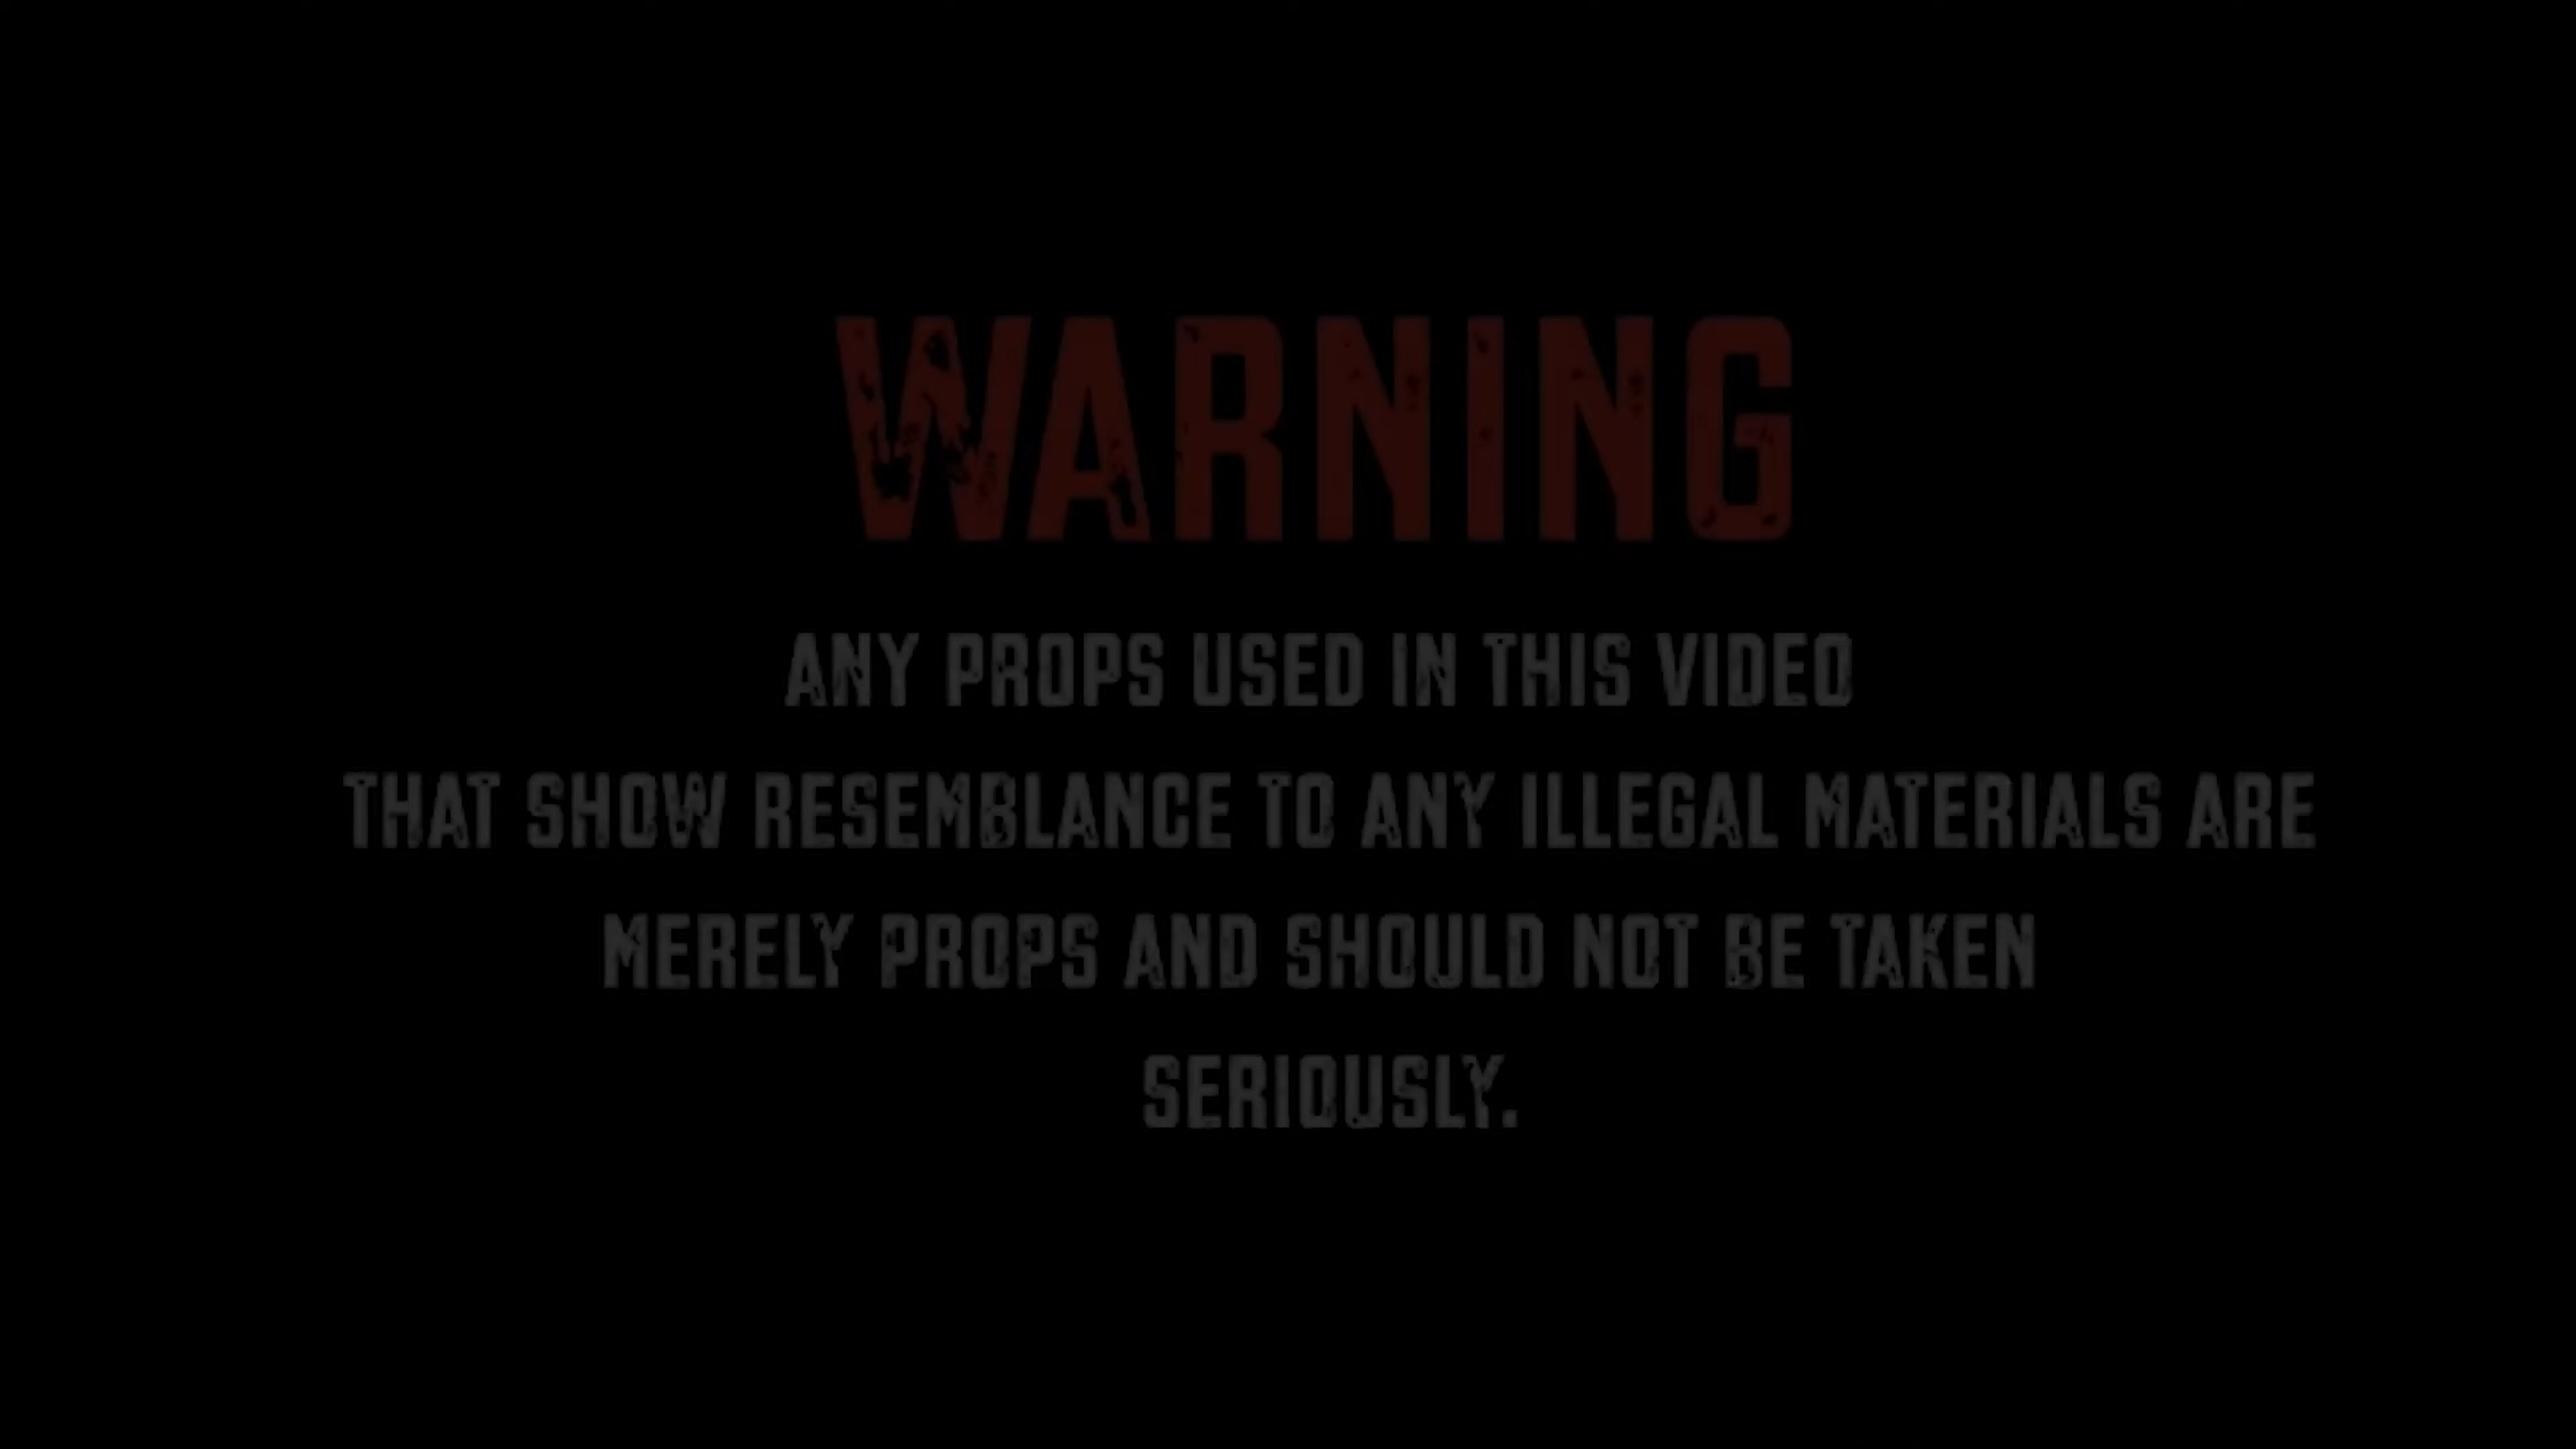 WARNING
ANY PROPS USED IN THIS VIDEO
THAT SHOW RESEMBLANCE TO ANY ILLEGAL MATERIALS ARE
MERELY PROPS AND SHOULD NOT BE TAKEN
SERIOUSLY.